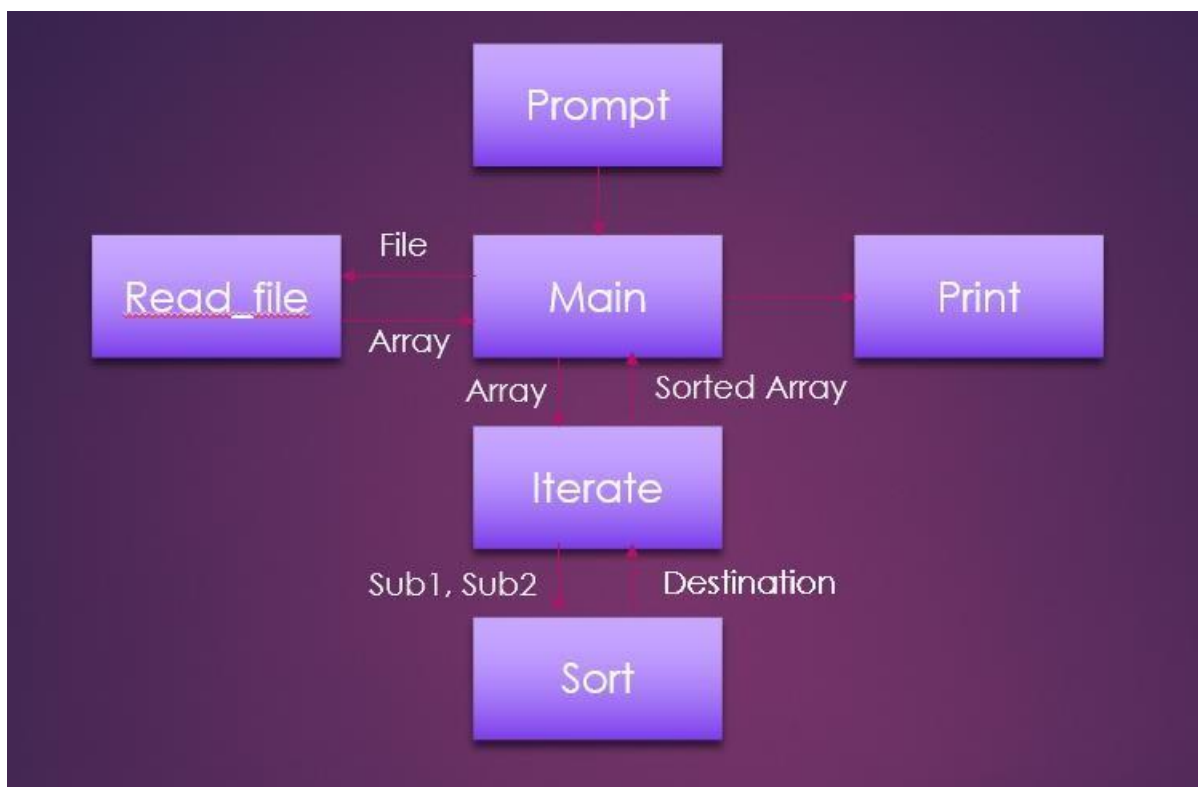 Prompt
File
Read_file
Main
Print
Array
Array
Sorted Array
Iterate
Sub1, Sub2
Destination
Sort